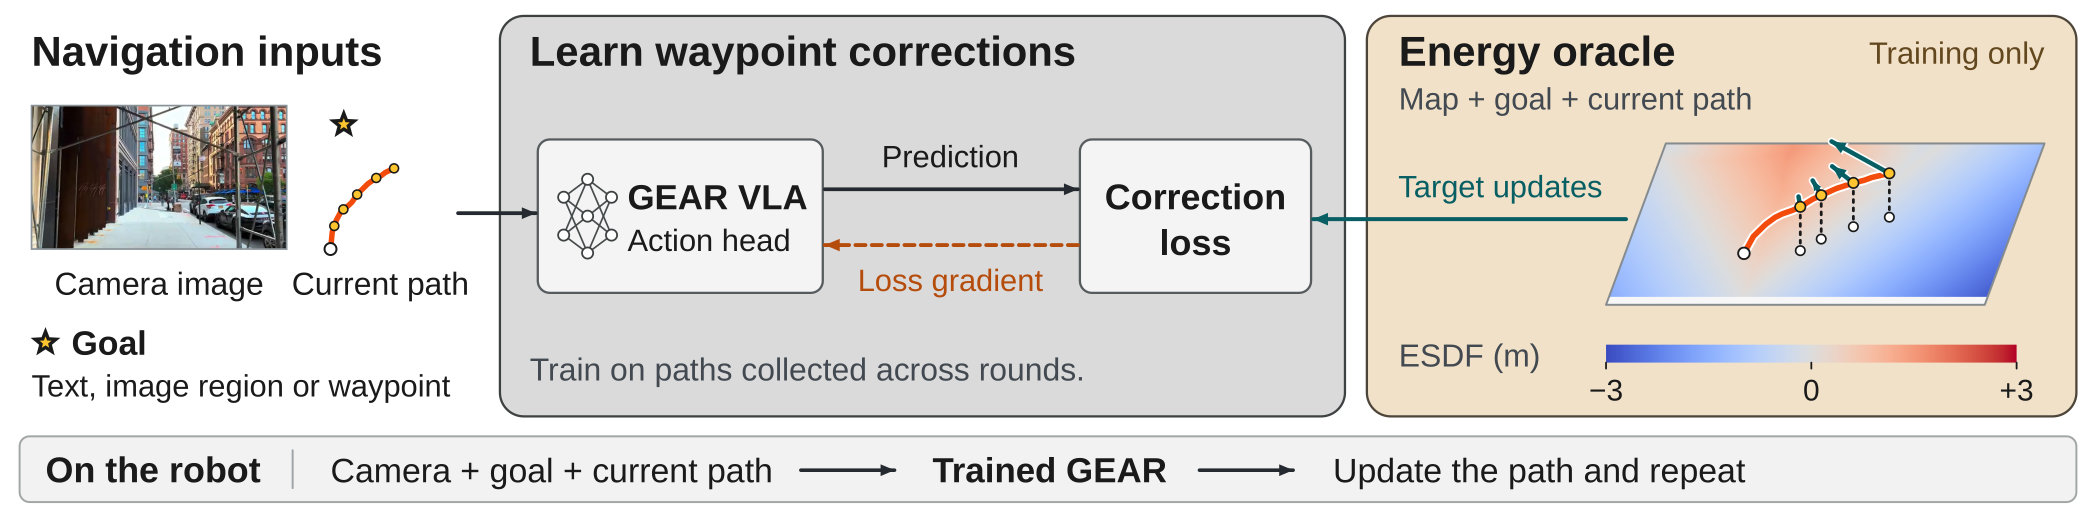 Navigation inputs
Camera image
Current path
Goal
Text, image region or waypoint
Learn waypoint corrections
GEAR VLA
Action head
Prediction
Loss gradient
Correction
loss
Train on paths collected across rounds.
Energy oracle
Training only
Map + goal + current path
Target updates
ESDF (m)
−3
0
+3
On the robot
Camera + goal + current path
Trained GEAR
Update the path and repeat